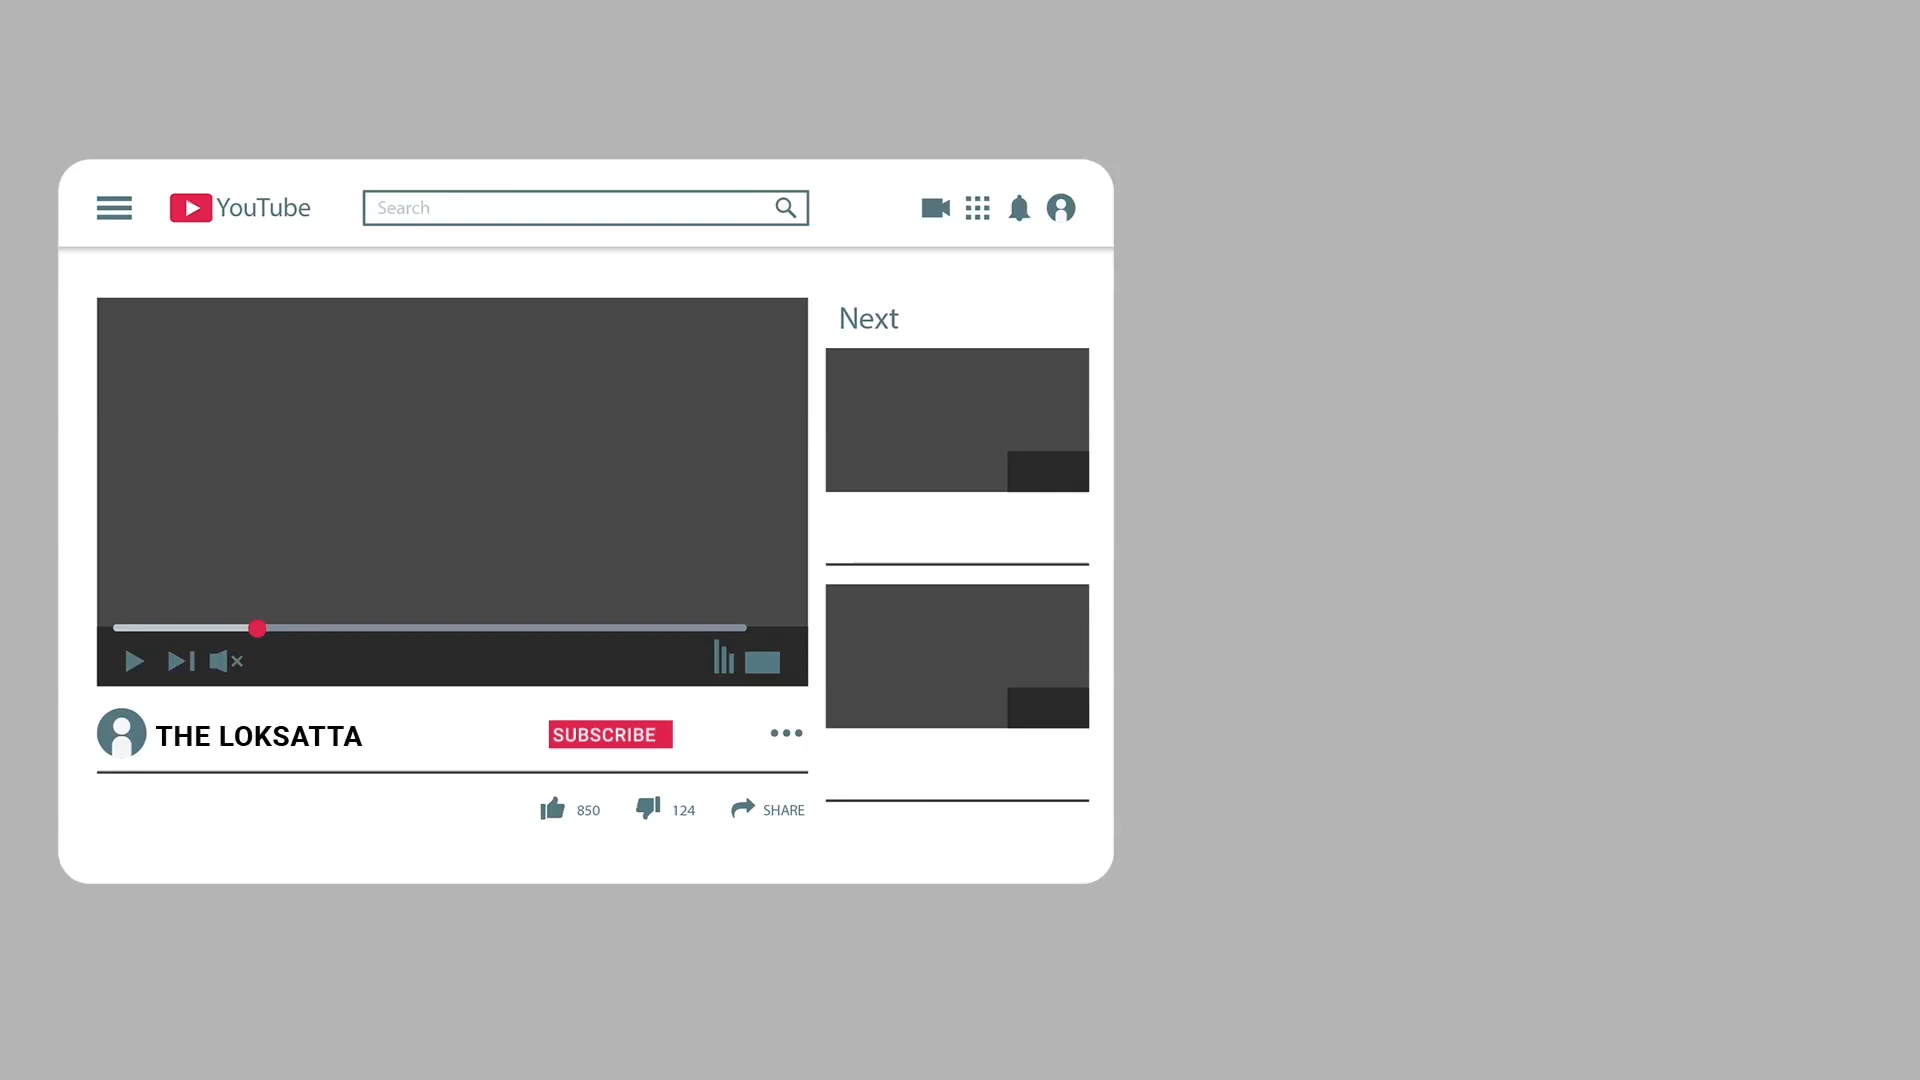 YouTube
Search
Next
THE LOKSATTA
SUBSCRIBE
850
124
SHARE